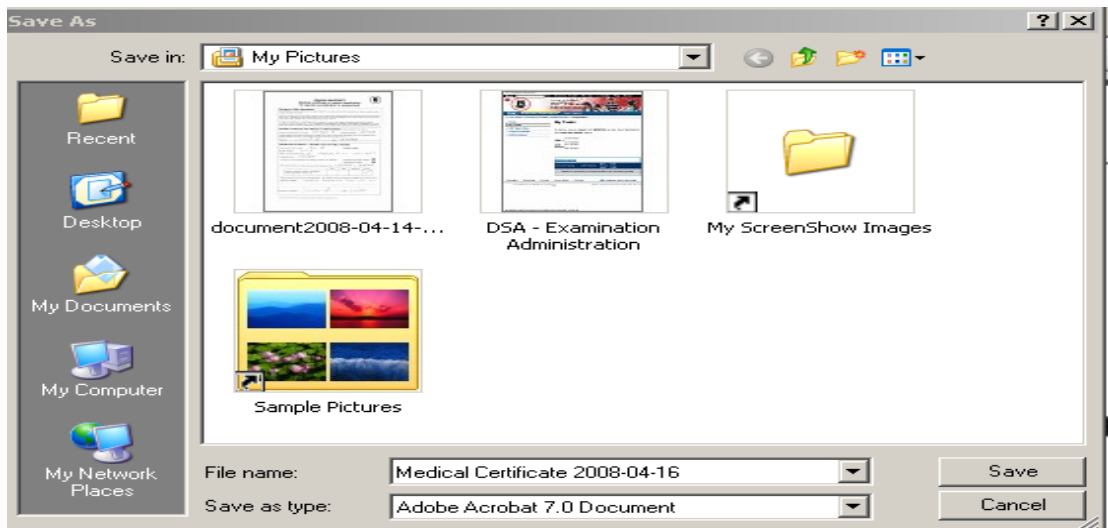 Save As
Save in: My Pictures
Recent
Desktop
My Documents
My Computer
My Network
Places
document2008-04-14-...
DSA - Examination
Administration
My ScreenShow Images
Sample Pictures
File name: Medical Certificate 2008-04-16
Save
Save as type: Adobe Acrobat 7.0 Document
Cancel